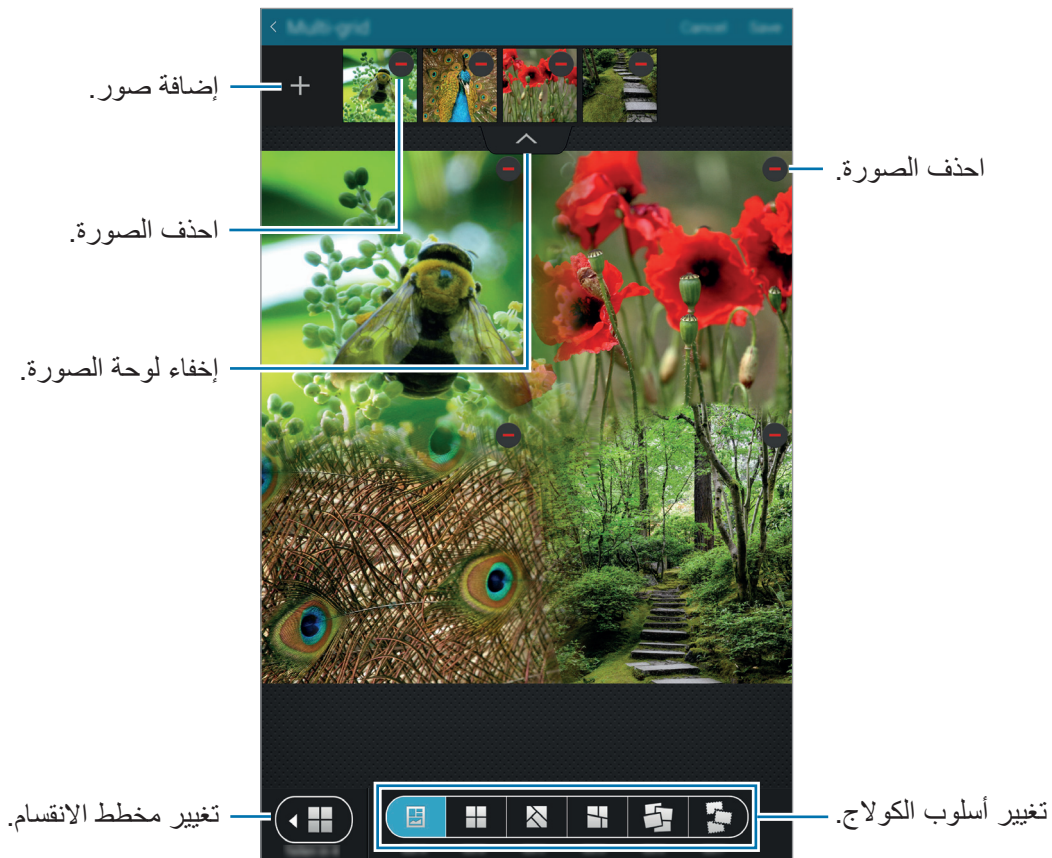 Multi-grid Cancel Save
إضافة صور.
احذف الصورة.
احذف الصورة.
إخفاء لوحة الصورة.
تغيير مخطط الانقسام.
تغيير أسلوب الكولاج.